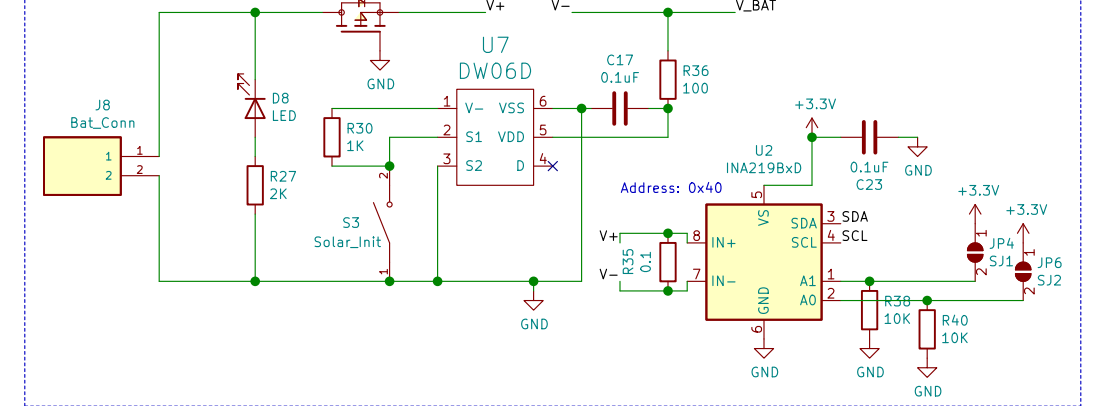 V+
V-
V_BAT
GND
U7
DW06D
C17
0.1uF
R36
100
J8
Bat_Conn
1
1
2
2
D8
LED
R30
1K
1
V-
VSS
6
2
S1
VDD
5
3
S2
D
4
+3.3V
0.1uF
C23
GND
U2
INA219BxD
R27
2K
2
S3
Solar_Init
1
GND
Address: 0x40
5
VS
V+
V-
R35
0.1
8
IN+
7
IN-
SDA
3
SDA
SCL
4
SCL
A1
1
A0
2
GND
6
GND
+3.3V
+3.3V
1
JP4
SJ1
2
1
JP6
SJ2
2
R38
10K
GND
R40
10K
GND